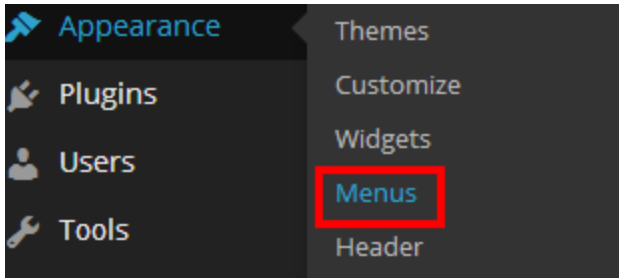 Appearance
Plugins
Users
Tools
Themes
Customize
Widgets
Menus
Header